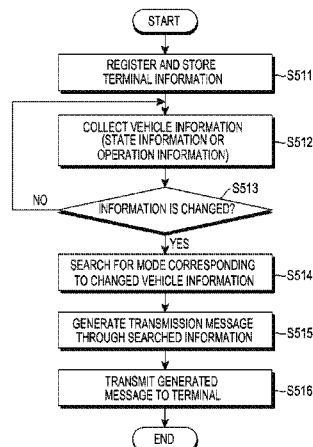 START
REGISTER AND STORE
TERMINAL INFORMATION
S511
COLLECT VEHICLE INFORMATION
(STATE INFORMATION OR
OPERATION INFORMATION)
S512
S513
NO
INFORMATION IS CHANGED?
YES
SEARCH FOR MODE CORRESPONDING
TO CHANGED VEHICLE INFORMATION
S514
GENERATE TRANSMISSION MESSAGE
THROUGH SEARCHED INFORMATION
S515
TRANSMIT GENERATED
MESSAGE TO TERMINAL
S516
END